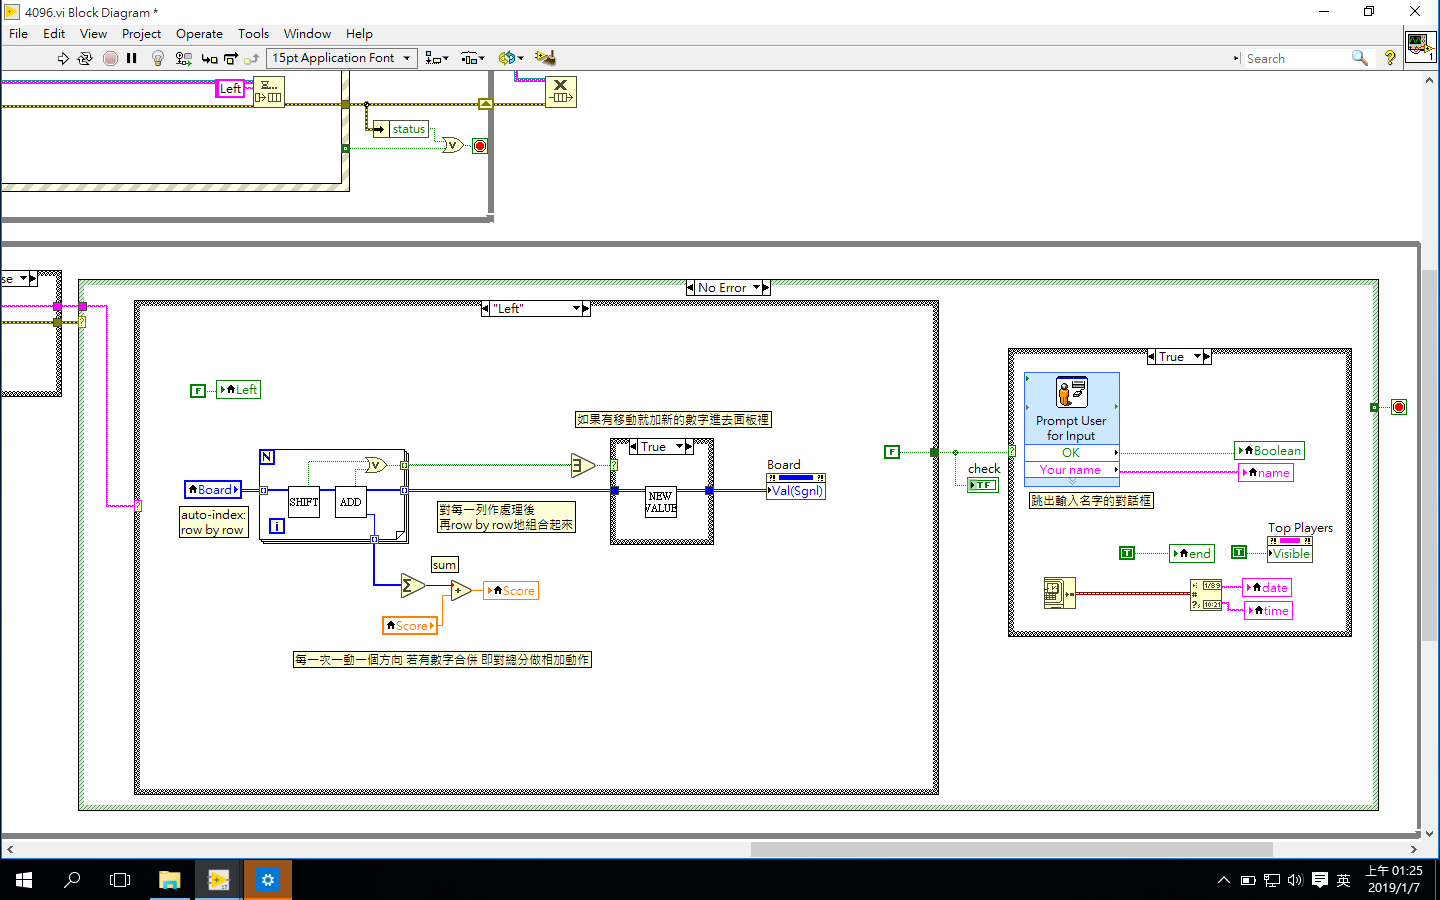 4096.vi Block Diagram *
File Edit View Project Operate Tools Window Help
15pt Application Font
Search
1
Left
status
se
No Error
"Left"
True
F
Left
Prompt User
for Input
OK
Your name
如果有移動就加新的數字進去面板裡
True
Boolean
name
F
check
TF
Board
Val(Sgnl)
N
Board
SHIFT
ADD
i
NEW
VALUE
auto-index:
row by row
對每一列作處理後
再row by row地組合起來
跳出輸入名字的對話框
Top Players
T
end
T
Visible
sum
Score
Score
1/89
10:21
date
time
每一次一動一個方向 若有數字合併 即對總分做相加動作
英
上午 01:25
2019/1/7